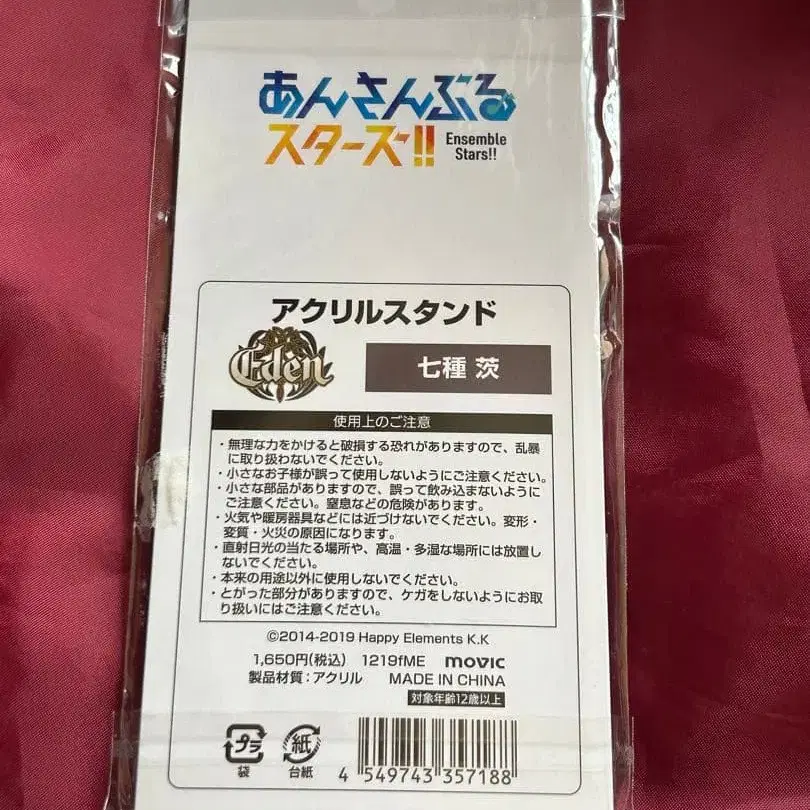 あんさんぶる
スターズ!!
Ensemble
Stars!!
アクリルスタンド
Eden
七種 茨
使用上のご注意
・無理な力をかけると破損する恐れがありますので、乱暴
に取り扱わないでください。
・小さなお子様が誤って使用しないようにご注意ください。
・小さな部品がありますので、誤って飲み込まないように
ご注意ください。窒息などの危険があります。
・火気や暖房器具などには近づけないでください。変形・
変質・火災の原因になります。
・直射日光の当たる場所や、高温・多湿な場所には放置し
ないでください。
・本来の用途以外に使用しないでください。
・とがった部分がありますので、ケガをしないようにお取
り扱いにはご注意ください。
©2014-2019 Happy Elements K.K
1,650円(税込) 1219fME movic
製品材質：アクリル MADE IN CHINA
対象年齢12歳以上
プラ 紙
袋 台紙
4 549743 357188